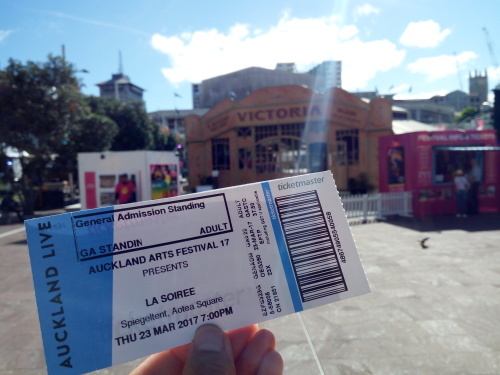 VICTORIA
ticketmaster
AUCKLAND LIVE
General Admission Standing
GA STANDIN ADULT
AUCKLAND ARTS FESTIVAL 17
PRESENTS
LA SOIREE
Spiegeltent, Aotea Square
THU 23 MAR 2017 7:00PM